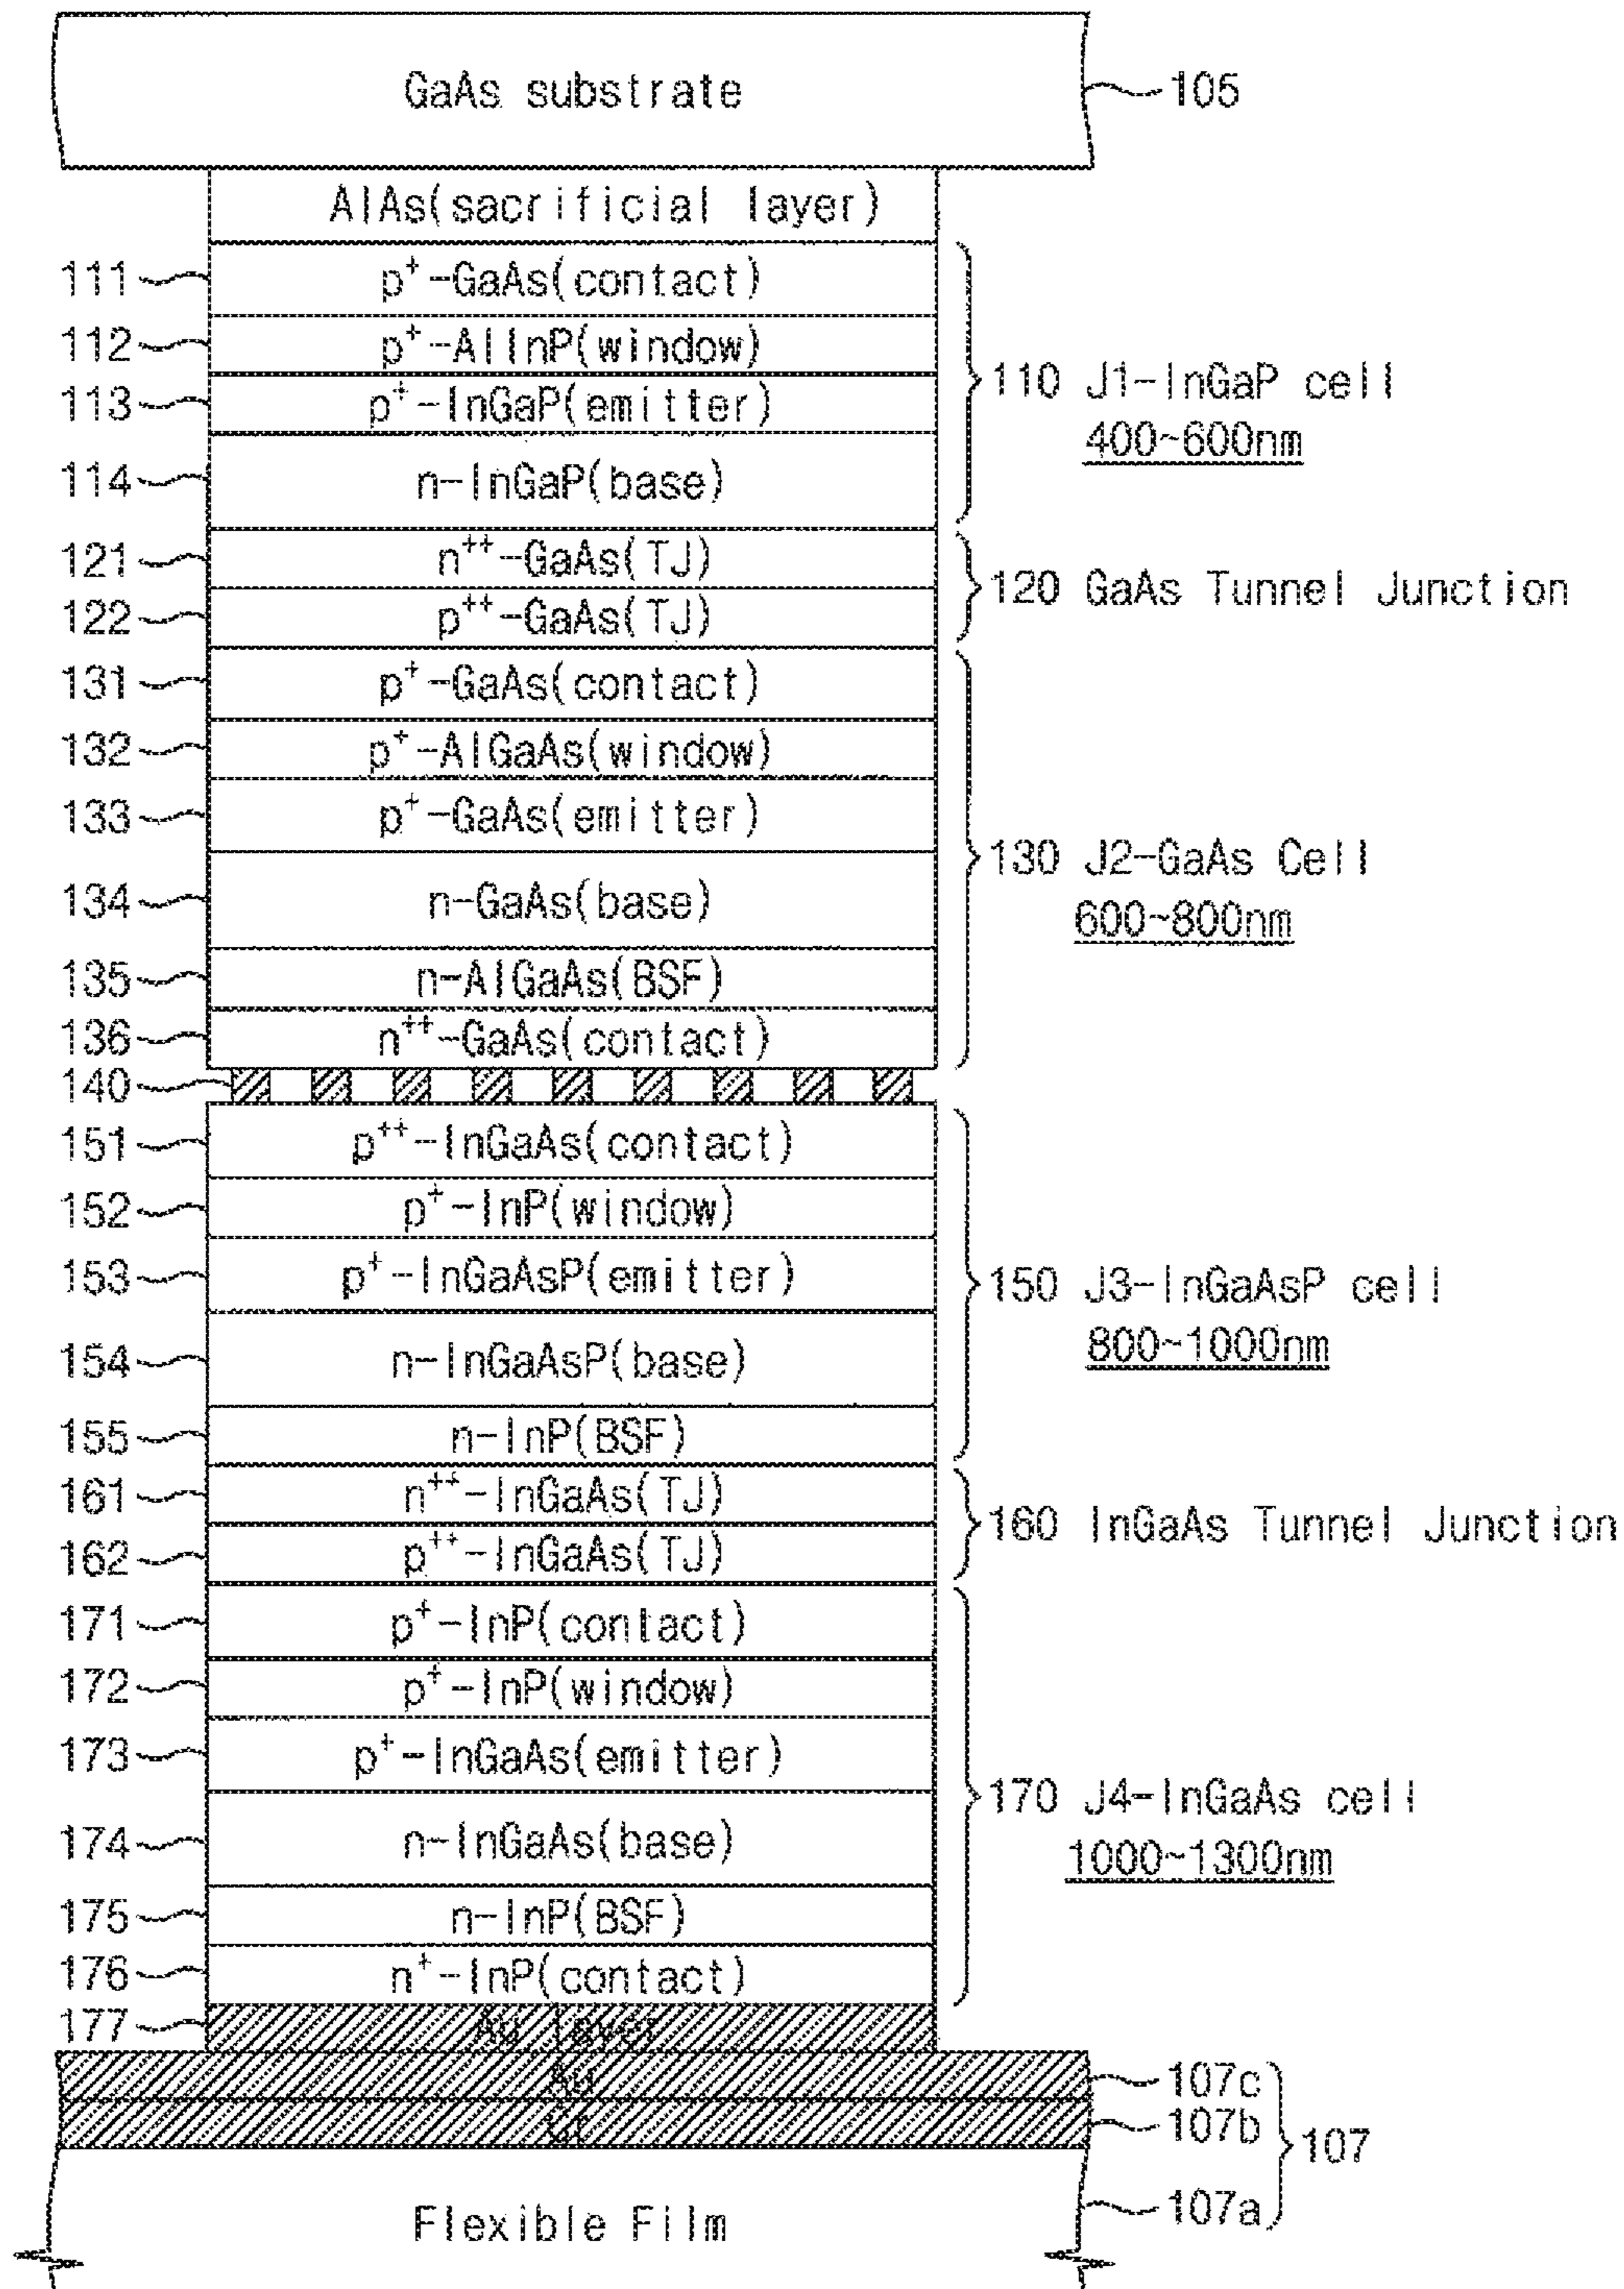 GaAs substrate
105
AlAs(sacrificial layer)
111
p⁺-GaAs(contact)
112
p⁺-AlInP(window)
113
p⁺-InGaP(emitter)
110 J1-InGaP cell
400~600nm
114
n-InGaP(base)
121
n⁺⁺-GaAs(TJ)
120 GaAs Tunnel Junction
122
p⁺⁺-GaAs(TJ)
131
p⁺-GaAs(contact)
132
p⁺-AlGaAs(window)
133
p⁺-GaAs(emitter)
130 J2-GaAs Cell
600~800nm
134
n-GaAs(base)
135
n-AlGaAs(BSF)
136
n⁺⁺-GaAs(contact)
140
151
p⁺⁺-InGaAs(contact)
152
p⁺-InP(window)
153
p⁺-InGaAsP(emitter)
150 J3-InGaAsP cell
800~1000nm
154
n-InGaAsP(base)
155
n-InP(BSF)
161
n⁺⁺-InGaAs(TJ)
160 InGaAs Tunnel Junction
162
p⁺⁺-InGaAs(TJ)
171
p⁺-InP(contact)
172
p⁺-InP(window)
173
p⁺-InGaAs(emitter)
170 J4-InGaAs cell
1000~1300nm
174
n-InGaAs(base)
175
n-InP(BSF)
176
n⁺-InP(contact)
177
Au layer
Au
107c
107b
107
107a
Flexible Film